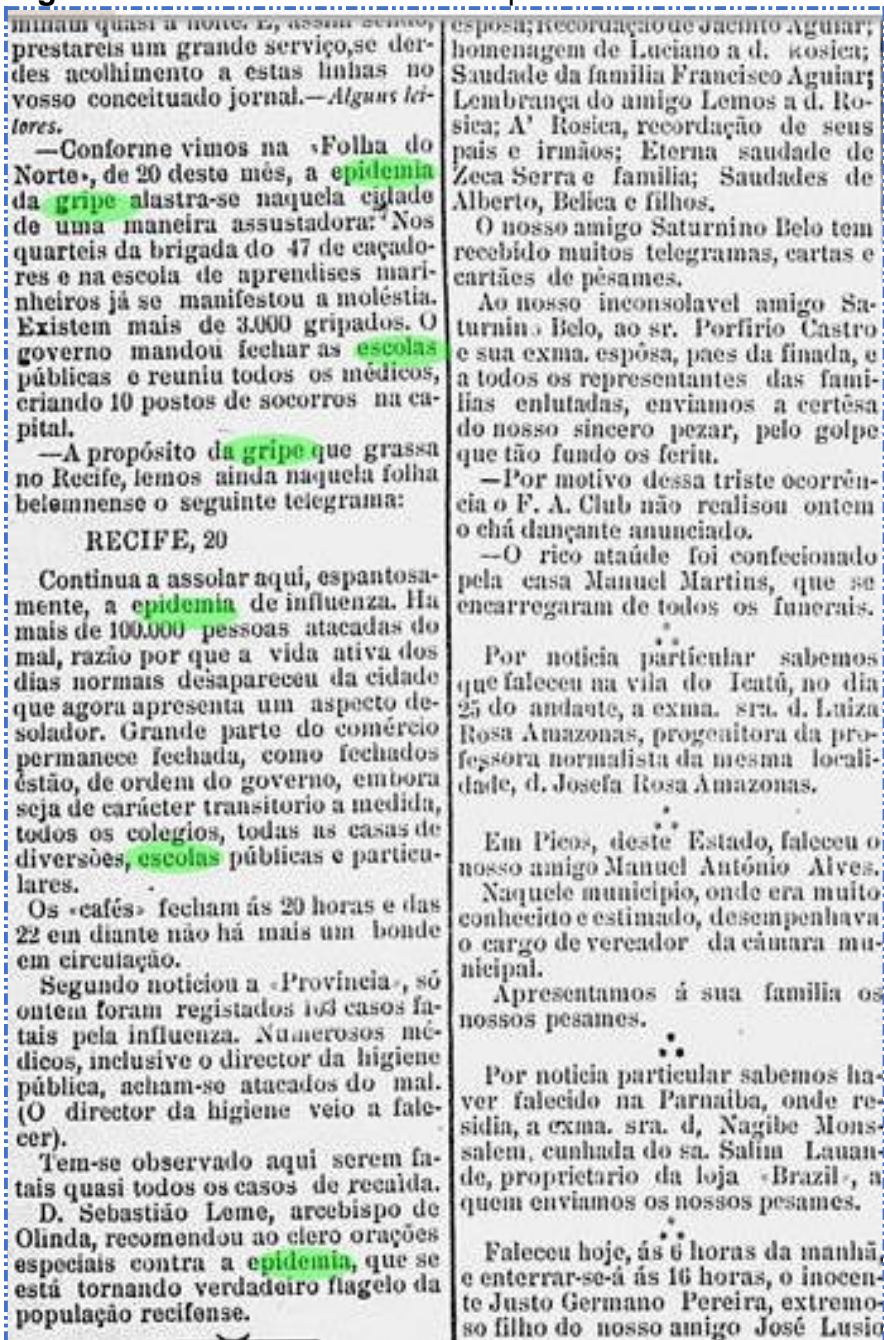 prestareis um grande serviço,se der-
des acolhimento a estas linhas no
vosso conceituado jornal.—Alguns lei-
tores.
—Conforme vimos na «Folha do
Norte», de 20 deste mês, a epidemia
da gripe alastra-se naquela cidade
de uma maneira assustadora: Nos
quarteis da brigada do 47 de caçado-
res e na escola de aprendises mari-
nheiros já se manifestou a moléstia.
Existem mais de 3.000 gripados. O
governo mandou fechar as escolas
públicas e reuniu todos os médicos,
criando 10 postos de socorros na ca-
pital.
—A propósito da gripe que grassa
no Recife, lemos ainda naquela folha
belemnense o seguinte telegrama:
RECIFE, 20
Continua a assolar aqui, espantosa-
mente, a epidemia de influenza. Ha
mais de 100.000 pessoas atacadas do
mal, razão por que a vida ativa dos
dias normais desapareceu da cidade
que agora apresenta um aspecto de-
solador. Grande parte do comércio
permanece fechada, como fechados
estão, de ordem do governo, embora
seja de carácter transitorio a medida,
todos os colegios, todas as casas de
diversões, escolas públicas e particu-
lares.
Os «cafés» fecham ás 20 horas e das
22 em diante não há mais um bonde
em circulação.
Segundo noticiou a «Província», só
ontem foram registados casos fa-
tais pela influenza. Numerosos mé-
dicos, inclusive o director da higiene
pública, acham-se atacados do mal.
(O director da higiene veio a fale-
cer).
Tem-se observado aqui serem fa-
tais quasi todos os casos de recaída.
D. Sebastião Leme, arcebispo de
Olinda, recomendou ao clero orações
especiais contra a epidemia, que se
está tornando verdadeiro flagelo da
população recifense.
esposa; Recordação de Jacinto Aguiar;
homenagem de Luciano a d. Rosica;
Saudade da familia Francisco Aguiar;
Lembrança do amigo Lemos a d. Ro-
sica; A' Rosica, recordação de seus
pais e irmãos; Eterna saudade de
Zeca Serra e familia; Saudades de
Alberto, Belica e filhos.
O nosso amigo Saturnino Belo tem
recebido muitos telegramas, cartas e
cartães de pêsames.
Ao nosso inconsolavel amigo Sa-
turnino Belo, ao sr. Porfirio Castro
e sua exma. espôsa, paes da finada, e
a todos os representantes das fami-
lias enlutadas, enviamos a certêsa
do nosso sincero pezar, pelo golpe
que tão fundo os feriu.
—Por motivo dessa triste ocorrên-
cia o F. A. Club não realisou ontem
o chá dançante anunciado.
—O rico ataúde foi confecionado
pela casa Manuel Martins, que se
encarregaram de todos os funerais.
Por noticia particular sabemos
que faleceu na vila do Icatú, no dia
25 do andante, a exma. sra. d. Luiza
Rosa Amazonas, progenitora da pro-
fessora normalista da mesma locali-
dade, d. Josefa Rosa Amazonas.
Em Picos, deste Estado, faleceu o
nosso amigo Manuel António Alves.
Naquele municipio, onde era muito
conhecido e estimado, desempenhava
o cargo de vereador da câmara mu-
nicipal.
Apresentamos á sua familia os
nossos pesames.
Por noticia particular sabemos ha-
ver falecido na Parnaiba, onde re-
sidia, a exma. sra. d, Nagibe Mons-
salem, cunhada do sa. Salim Lauan-
de, proprietario da loja «Brazil», a
quem enviamos os nossos pesames.
Faleceu hoje, ás 6 horas da manhã,
e enterrar-se-á ás 16 horas, o inocen-
te Justo Germano Pereira, extremo-
so filho do nosso amigo José Lusio